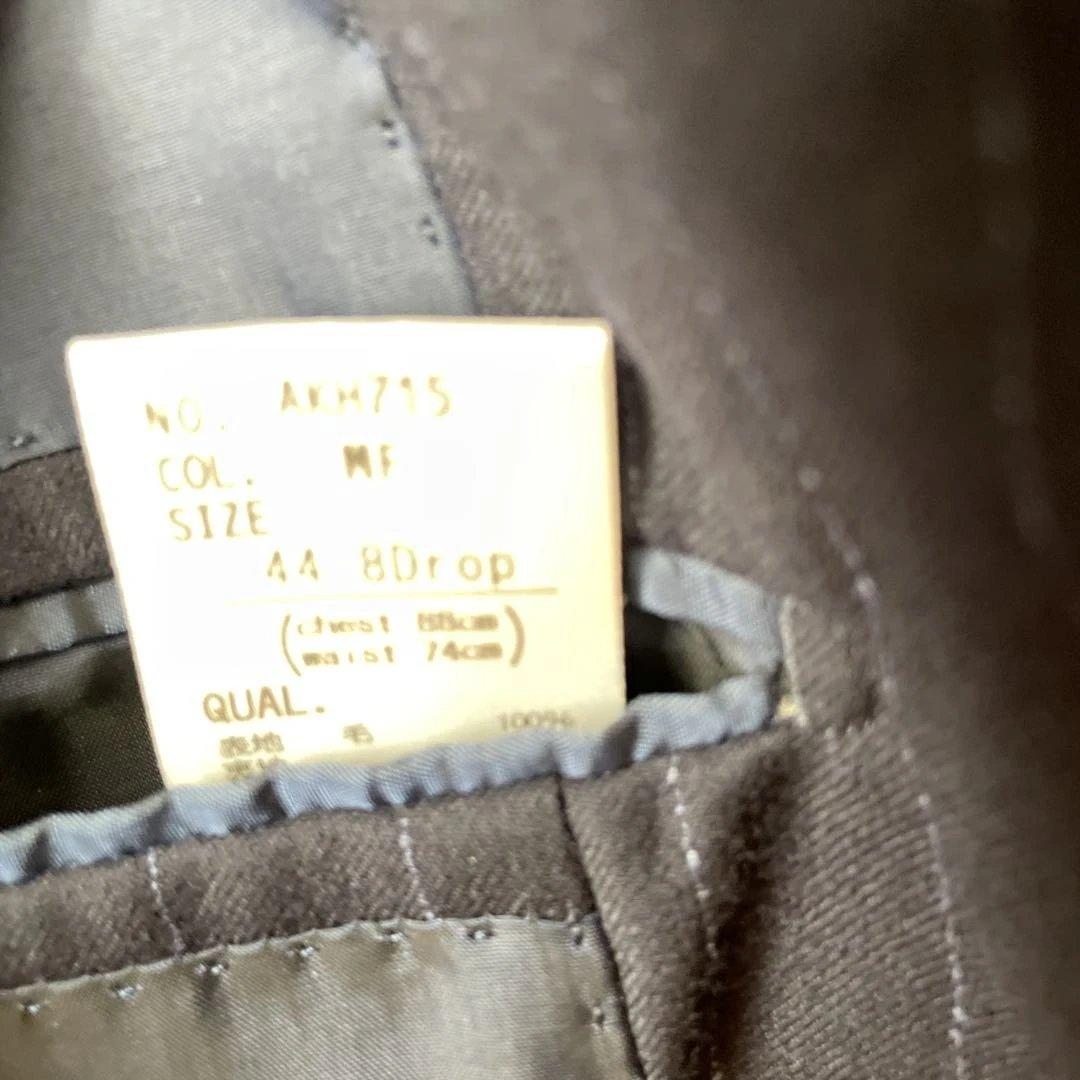 NO. AKH715
COL. MF
SIZE
44 8Drop
(chest 88cm
waist 74cm)
QUAL.
表地 毛 100%